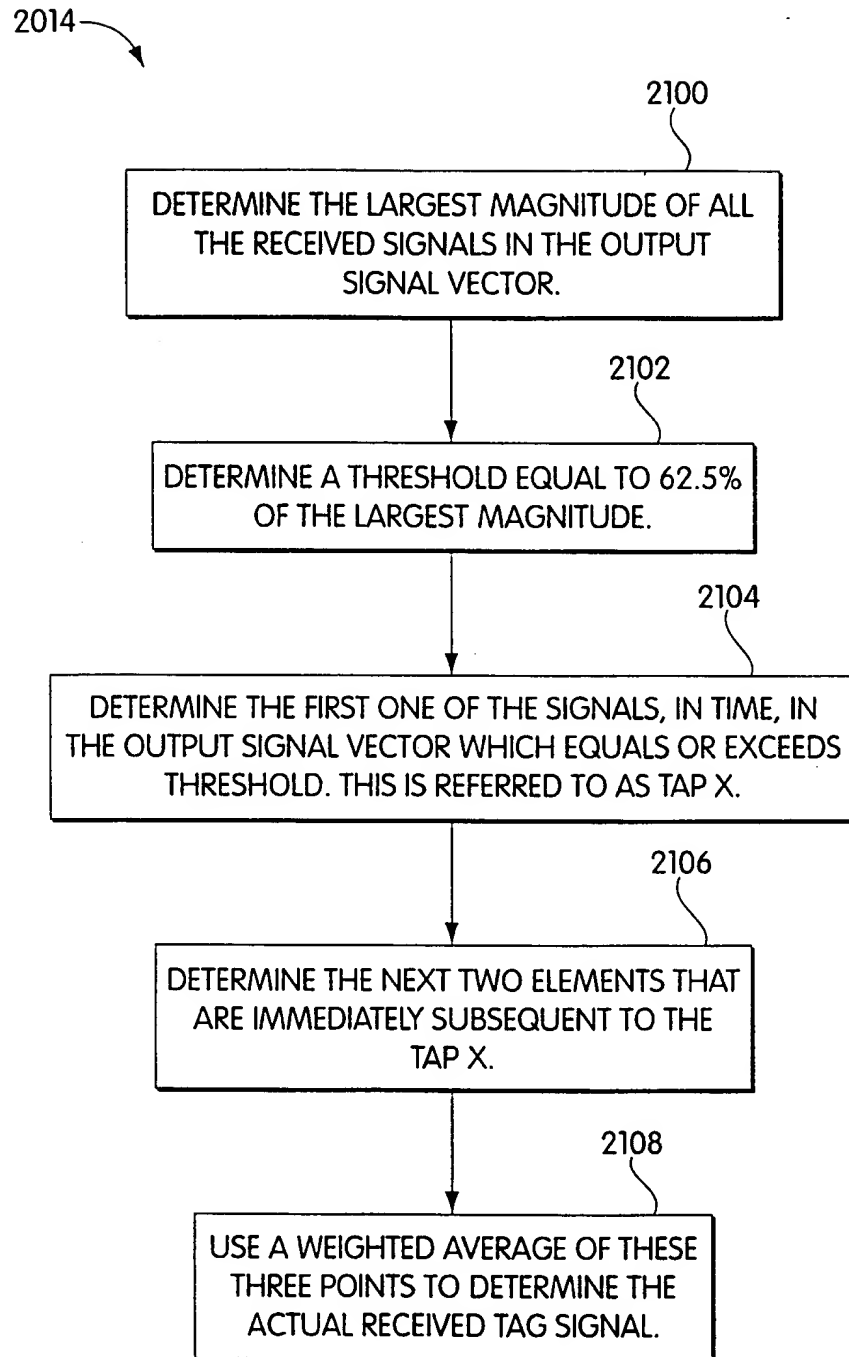 2014
2100
DETERMINE THE LARGEST MAGNITUDE OF ALL
THE RECEIVED SIGNALS IN THE OUTPUT
SIGNAL VECTOR.
2102
DETERMINE A THRESHOLD EQUAL TO 62.5%
OF THE LARGEST MAGNITUDE.
2104
DETERMINE THE FIRST ONE OF THE SIGNALS, IN TIME, IN
THE OUTPUT SIGNAL VECTOR WHICH EQUALS OR EXCEEDS
THRESHOLD. THIS IS REFERRED TO AS TAP X.
2106
DETERMINE THE NEXT TWO ELEMENTS THAT
ARE IMMEDIATELY SUBSEQUENT TO THE
TAP X.
2108
USE A WEIGHTED AVERAGE OF THESE
THREE POINTS TO DETERMINE THE
ACTUAL RECEIVED TAG SIGNAL.